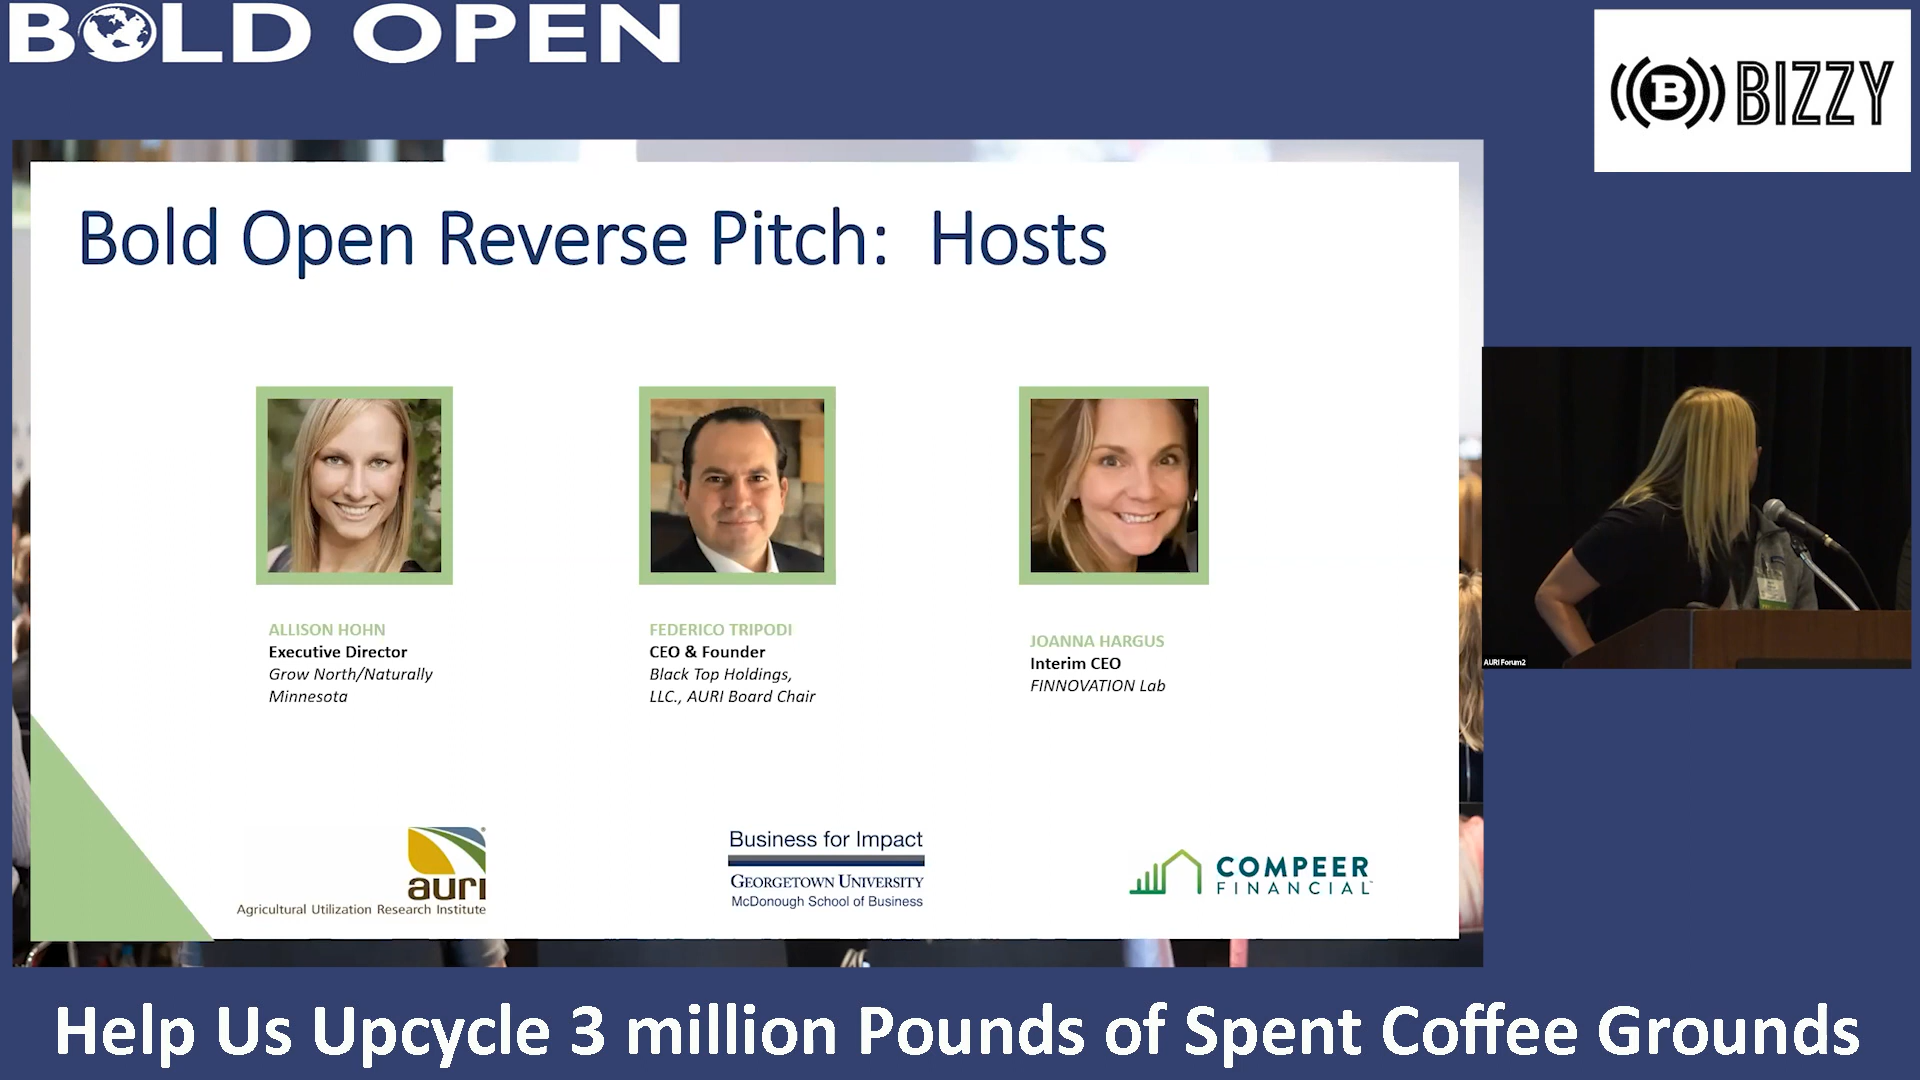 BOLD OPEN
B BIZZY
Bold Open Reverse Pitch: Hosts
ALLISON HOHN
Executive Director
Grow North/Naturally
Minnesota
FEDERICO TRIPODI
CEO & Founder
Black Top Holdings,
LLC., AURI Board Chair
JOANNA HARGUS
Interim CEO
FINNOVATION Lab
AURI Forum2
auri
Agricultural Utilization Research Institute
Business for Impact
GEORGETOWN UNIVERSITY
McDonough School of Business
COMPEER
FINANCIAL
Help Us Upcycle 3 million Pounds of Spent Coffee Grounds